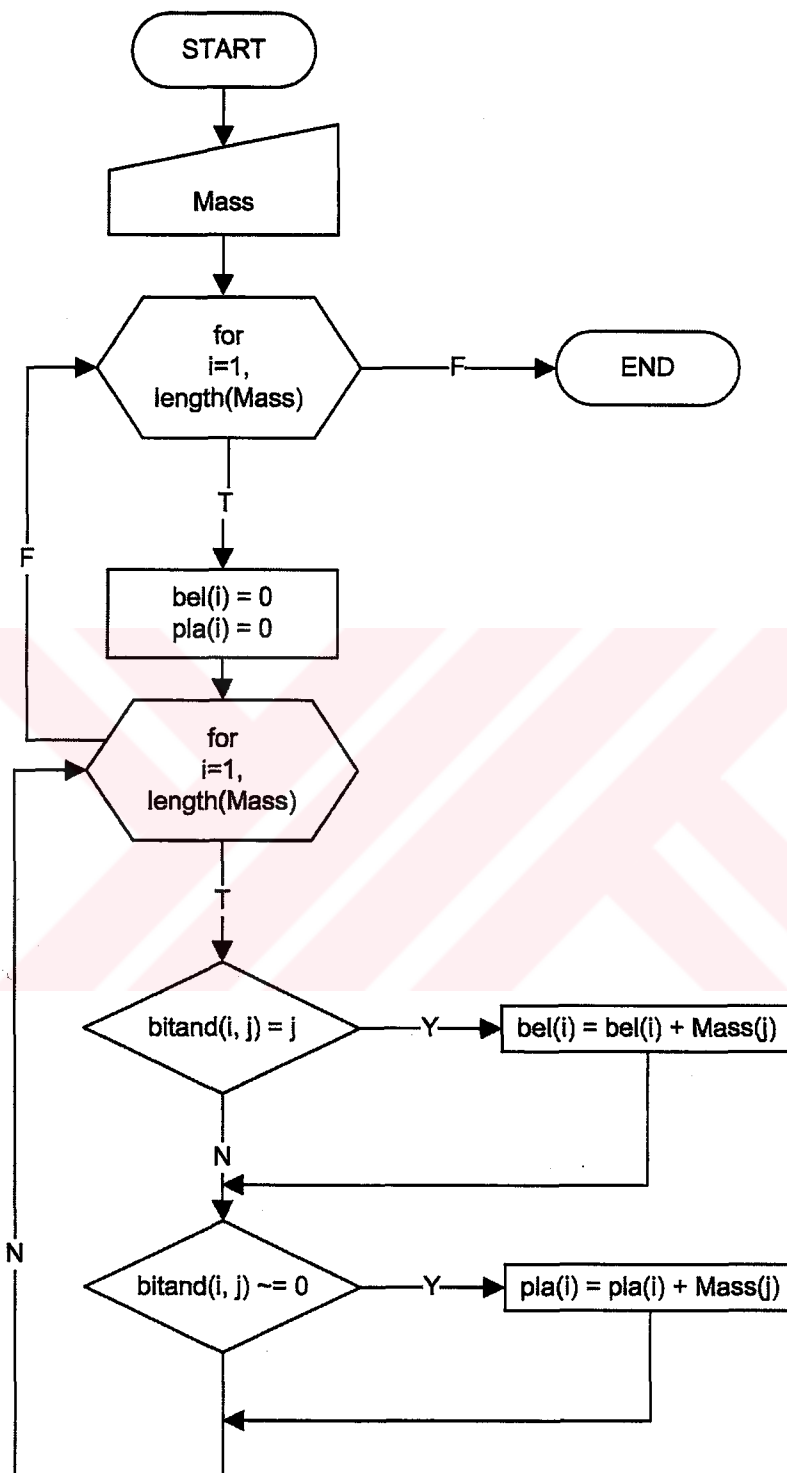 START
Mass
for
i=1,
length(Mass)
F
END
T
F
bel(i) = 0
pla(i) = 0
for
i=1,
length(Mass)
T
bitand(i, j) = j
Y
bel(i) = bel(i) + Mass(j)
N
N
bitand(i, j) ~= 0
Y
pla(i) = pla(i) + Mass(j)